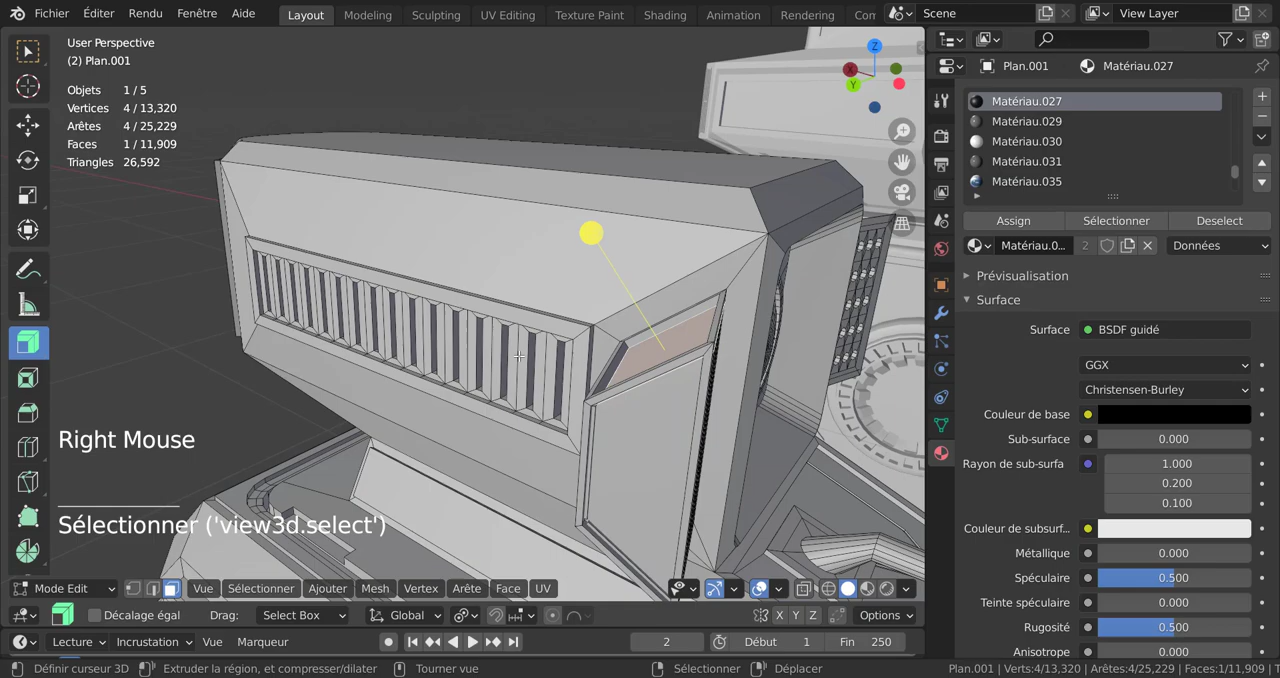 Fichier Éditer Rendu Fenêtre Aide Layout Modeling Sculpting UV Editing Texture Paint Shading Animation Rendering Com Scene View Layer
User Perspective
(2) Plan.001
Objets 1 / 5
Vertices 4 / 13,320
Arêtes 4 / 25,229
Faces 1 / 11,909
Triangles 26,592
X
Y
Z
Right Mouse
Sélectionner ('view3d.select')
Mode Edit Vue Sélectionner Ajouter Mesh Vertex Arête Face UV
Décalage égal Drag: Select Box Global X Y Z Options
Lecture Incrustation Vue Marqueur 2 Début 1 Fin 250
Définir curseur 3D Extruder la région, et compresser/dilater Tourner vue Sélectionner Déplacer Plan.001 | Verts:4/13,320 | Arêtes:4/25,229 | Faces:1/11,909 | T
Plan.001 Matériau.027
Matériau.027
Matériau.029
Matériau.030
Matériau.031
Matériau.035
Assign Sélectionner Deselect
Matériau.0... 2 Données
Prévisualisation
Surface
Surface BSDF guidé
GGX
Christensen-Burley
Couleur de base
Sub-surface 0.000
Rayon de sub-surfa 1.000
0.200
0.100
Couleur de subsurf...
Métallique 0.000
Spéculaire 0.500
Teinte spéculaire 0.000
Rugosité 0.500
Anisotrope 0.000